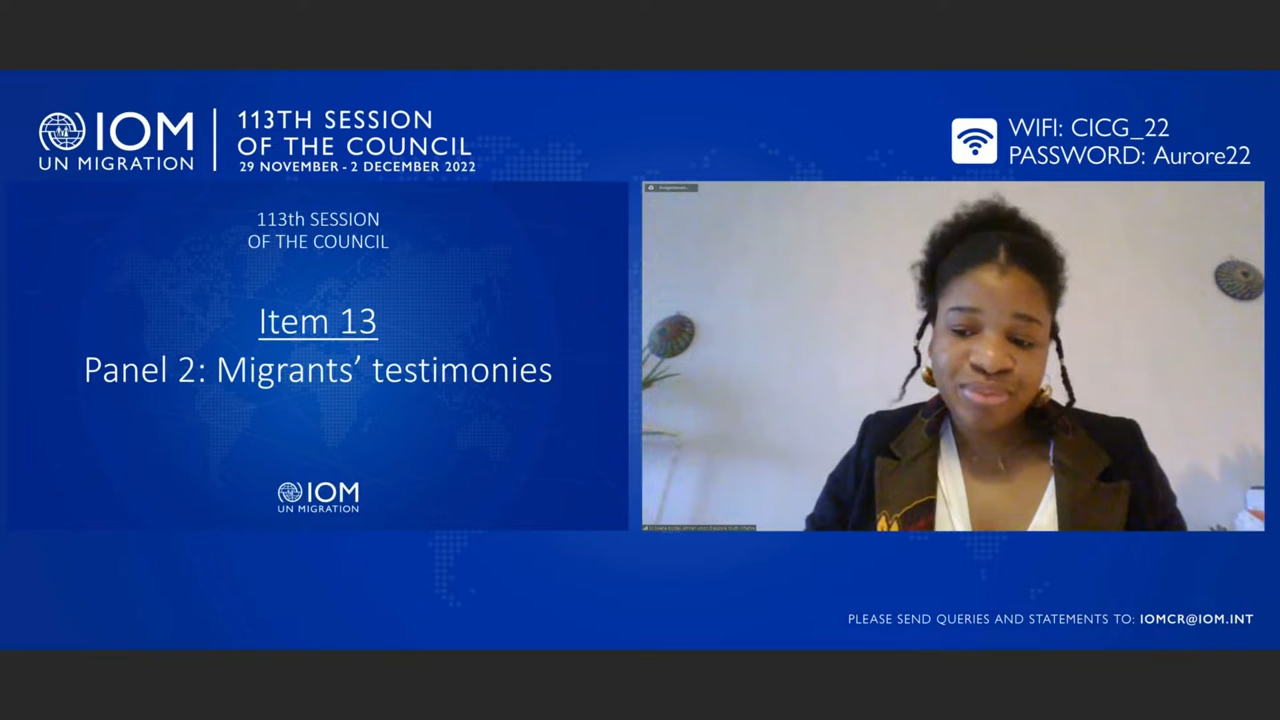 IOM
UN MIGRATION
113TH SESSION
OF THE COUNCIL
29 NOVEMBER - 2 DECEMBER 2022
WIFI: CICG_22
PASSWORD: Aurore22
113th SESSION
OF THE COUNCIL
Item 13
Panel 2: Migrants’ testimonies
IOM
UN MIGRATION
PLEASE SEND QUERIES AND STATEMENTS TO: IOMCR@IOM.INT